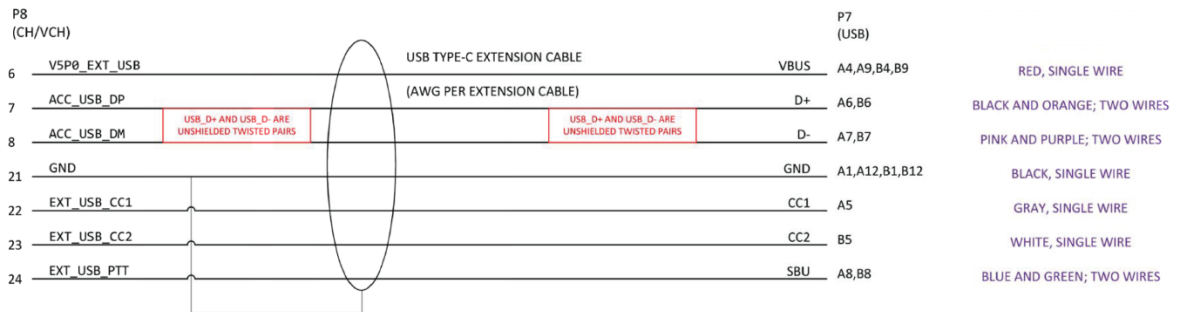 P8
(CH/VCH)
P7
(USB)
USB TYPE-C EXTENSION CABLE
6 V5P0_EXT_USB VBUS A4,A9,B4,B9 RED, SINGLE WIRE
(AWG PER EXTENSION CABLE)
7 ACC_USB_DP D+ A6,B6 BLACK AND ORANGE; TWO WIRES
USB_D+ AND USB_D- ARE
UNSHIELDED TWISTED PAIRS
USB_D+ AND USB_D- ARE
UNSHIELDED TWISTED PAIRS
8 ACC_USB_DM D- A7,B7 PINK AND PURPLE; TWO WIRES
21 GND GND A1,A12,B1,B12 BLACK, SINGLE WIRE
22 EXT_USB_CC1 CC1 A5 GRAY, SINGLE WIRE
23 EXT_USB_CC2 CC2 B5 WHITE, SINGLE WIRE
24 EXT_USB_PTT SBU A8,B8 BLUE AND GREEN; TWO WIRES